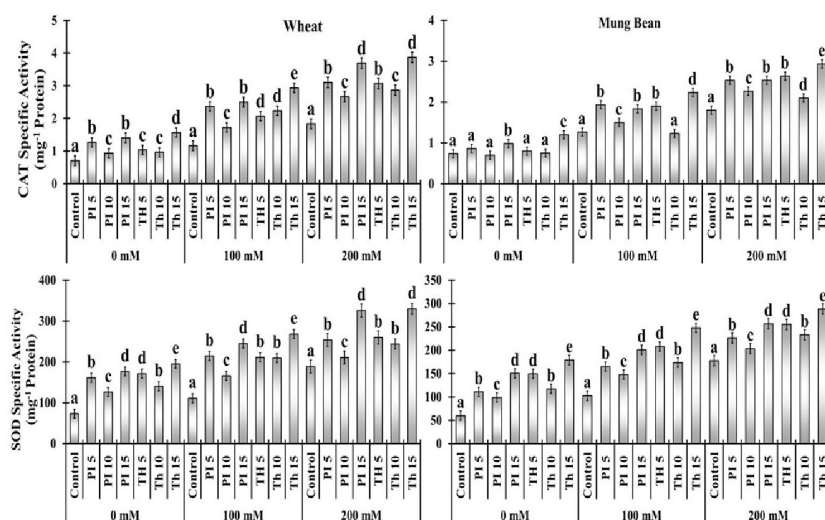 Wheat
CAT Specific Activity
(mg-1 Protein)
5
4
3
2
1
0
a b c b c c d
a b c b d d e
a b c d b c d
Control PI 5 PI 10 PI 15 TH 5 Th 10 Th 15 Control PI 5 PI 10 PI 15 TH 5 Th 10 Th 15 Control PI 5 PI 10 PI 15 TH 5 Th 10 Th 15
0 mM 100 mM 200 mM
Mung Bean
4
3
2
1
0
a a a b a a c
a b c b b a d
a b c b b d e
Control PI 5 PI 10 PI 15 TH 5 Th 10 Th 15 Control PI 5 PI 10 PI 15 TH 5 Th 10 Th 15 Control PI 5 PI 10 PI 15 TH 5 Th 10 Th 15
0 mM 100 mM 200 mM
SOD Specific Activity
(mg-1 Protein)
400
300
200
100
0
a b c d d b e
a b c d b b e
a b c d b b d
Control PI 5 PI 10 PI 15 TH 5 Th 10 Th 15 Control PI 5 PI 10 PI 15 TH 5 Th 10 Th 15 Control PI 5 PI 10 PI 15 TH 5 Th 10 Th 15
0 mM 100 mM 200 mM
350
300
250
200
150
100
50
0
a b c d d b e
a b c d d b e
a b c d d b e
Control PI 5 PI 10 PI 15 TH 5 Th 10 Th 15 Control PI 5 PI 10 PI 15 TH 5 Th 10 Th 15 Control PI 5 PI 10 PI 15 TH 5 Th 10 Th 15
0 mM 100 mM 200 mM